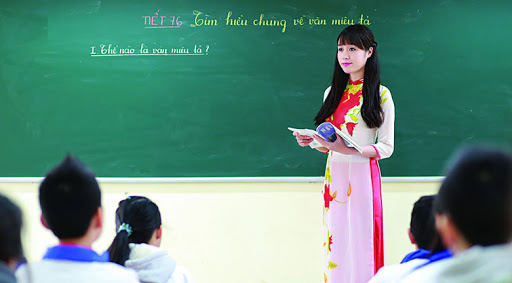 TIẾT 76 Tìm hiểu chung về văn miêu tả
I. Thế nào là văn miêu tả?